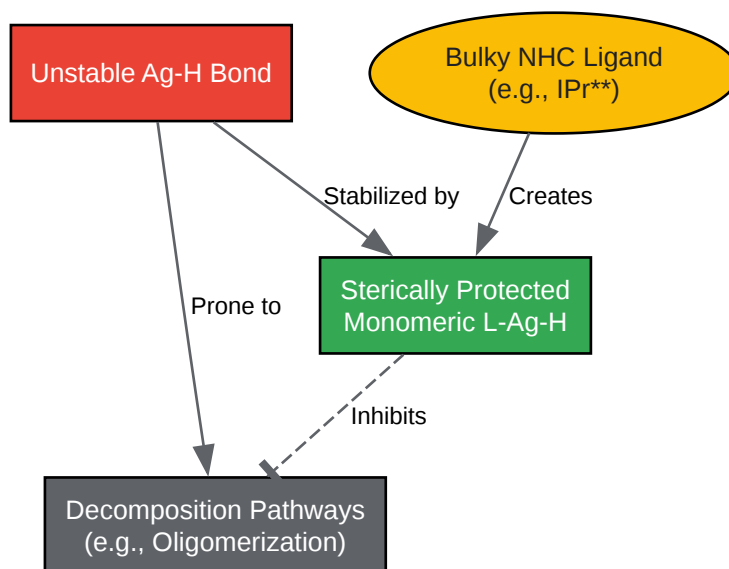 Unstable Ag-H Bond
Bulky NHC Ligand
(e.g., IPr**)
Stabilized by
Creates
Sterically Protected
Monomeric L-Ag-H
Prone to
Inhibits
Decomposition Pathways
(e.g., Oligomerization)